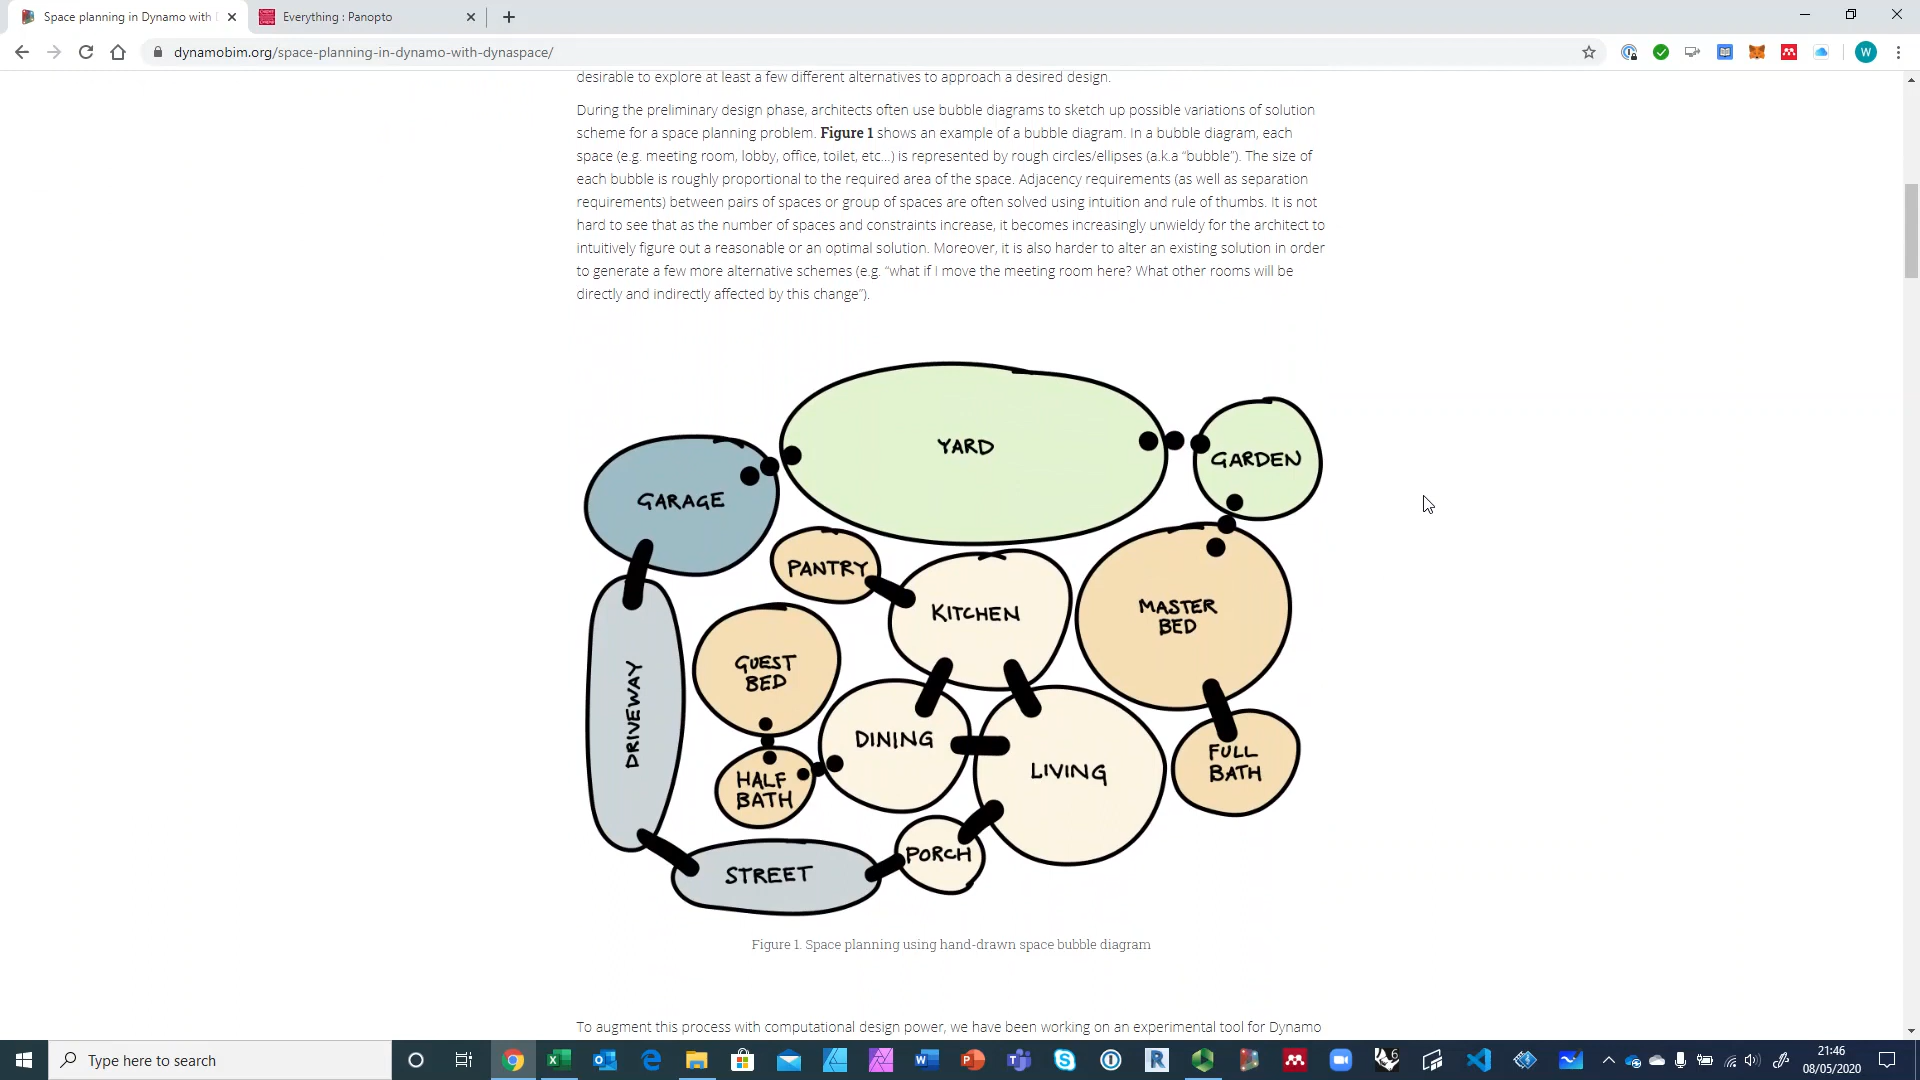 Space planning in Dynamo with
Everything : Panopto
dynamobim.org/space-planning-in-dynamo-with-dynaspace/
W
desirable to explore at least a few different alternatives to approach a desired design.
During the preliminary design phase, architects often use bubble diagrams to sketch up possible variations of solution
scheme for a space planning problem. Figure 1 shows an example of a bubble diagram. In a bubble diagram, each
space (e.g. meeting room, lobby, office, toilet, etc...) is represented by rough circles/ellipses (a.k.a “bubble”). The size of
each bubble is roughly proportional to the required area of the space. Adjacency requirements (as well as separation
requirements) between pairs of spaces or group of spaces are often solved using intuition and rule of thumbs. It is not
hard to see that as the number of spaces and constraints increase, it becomes increasingly unwieldy for the architect to
intuitively figure out a reasonable or an optimal solution. Moreover, it is also harder to alter an existing solution in order
to generate a few more alternative schemes (e.g. “what if I move the meeting room here? What other rooms will be
directly and indirectly affected by this change”).
YARD
GARDEN
GARAGE
PANTRY
KITCHEN
MASTER
BED
GUEST
BED
DRIVEWAY
DINING
LIVING
FULL
BATH
HALF
BATH
PORCH
STREET
Figure 1. Space planning using hand-drawn space bubble diagram
To augment this process with computational design power, we have been working on an experimental tool for Dynamo
Type here to search
21:46
08/05/2020